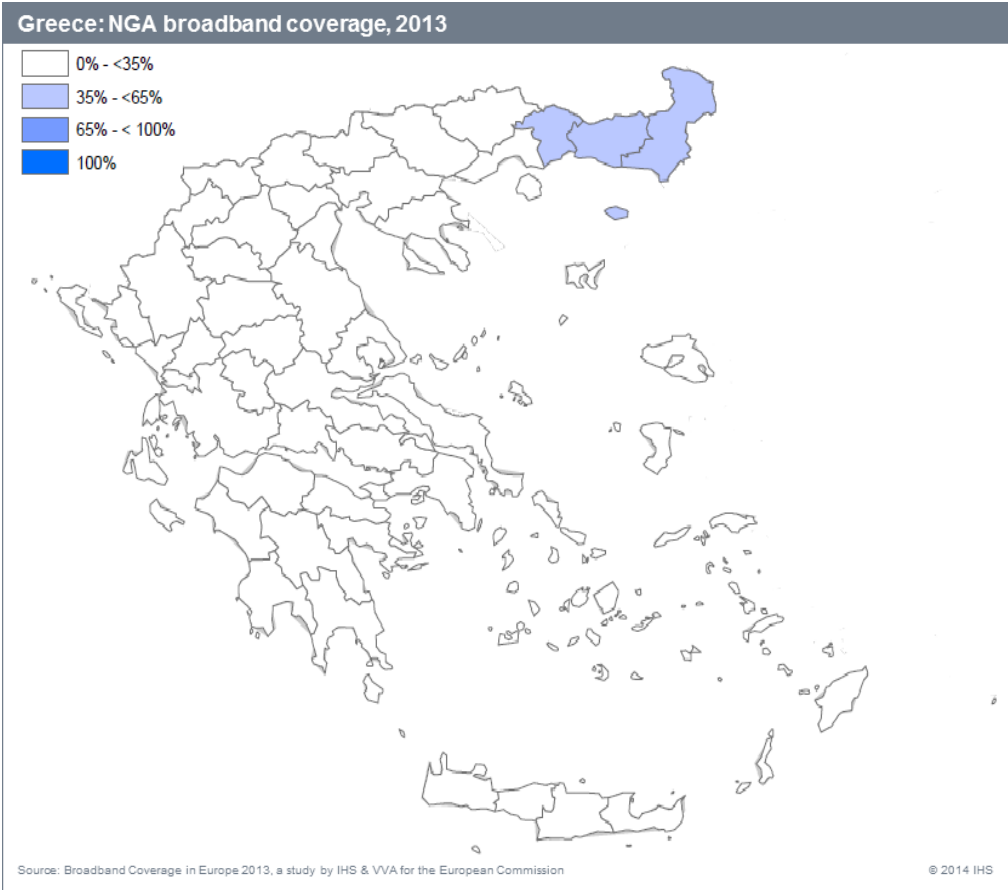 Greece: NGA broadband coverage, 2013
0% - <35%
35% - <65%
65% - < 100%
100%
Source: Broadband Coverage in Europe 2013, a study by IHS & VVA for the European Commission
© 2014 IHS